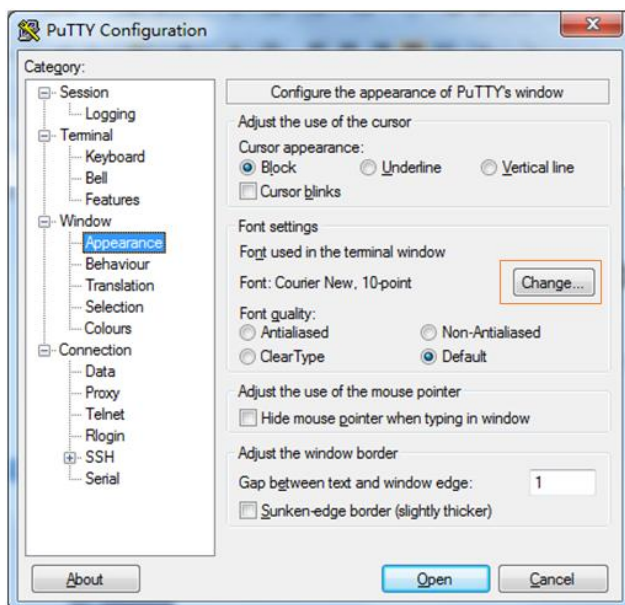 PuTTY Configuration
Category:
Session
Logging
Terminal
Keyboard
Bell
Features
Window
Appearance
Behaviour
Translation
Selection
Colours
Connection
Data
Proxy
Telnet
Rlogin
SSH
Serial
Configure the appearance of PuTTY's window
Adjust the use of the cursor
Cursor appearance:
Block Underline Vertical line
Cursor blinks
Font settings
Font used in the terminal window
Font: Courier New, 10-point Change...
Font quality:
Antialiased Non-Antialiased
ClearType Default
Adjust the use of the mouse pointer
Hide mouse pointer when typing in window
Adjust the window border
Gap between text and window edge: 1
Sunken-edge border (slightly thicker)
About Open Cancel